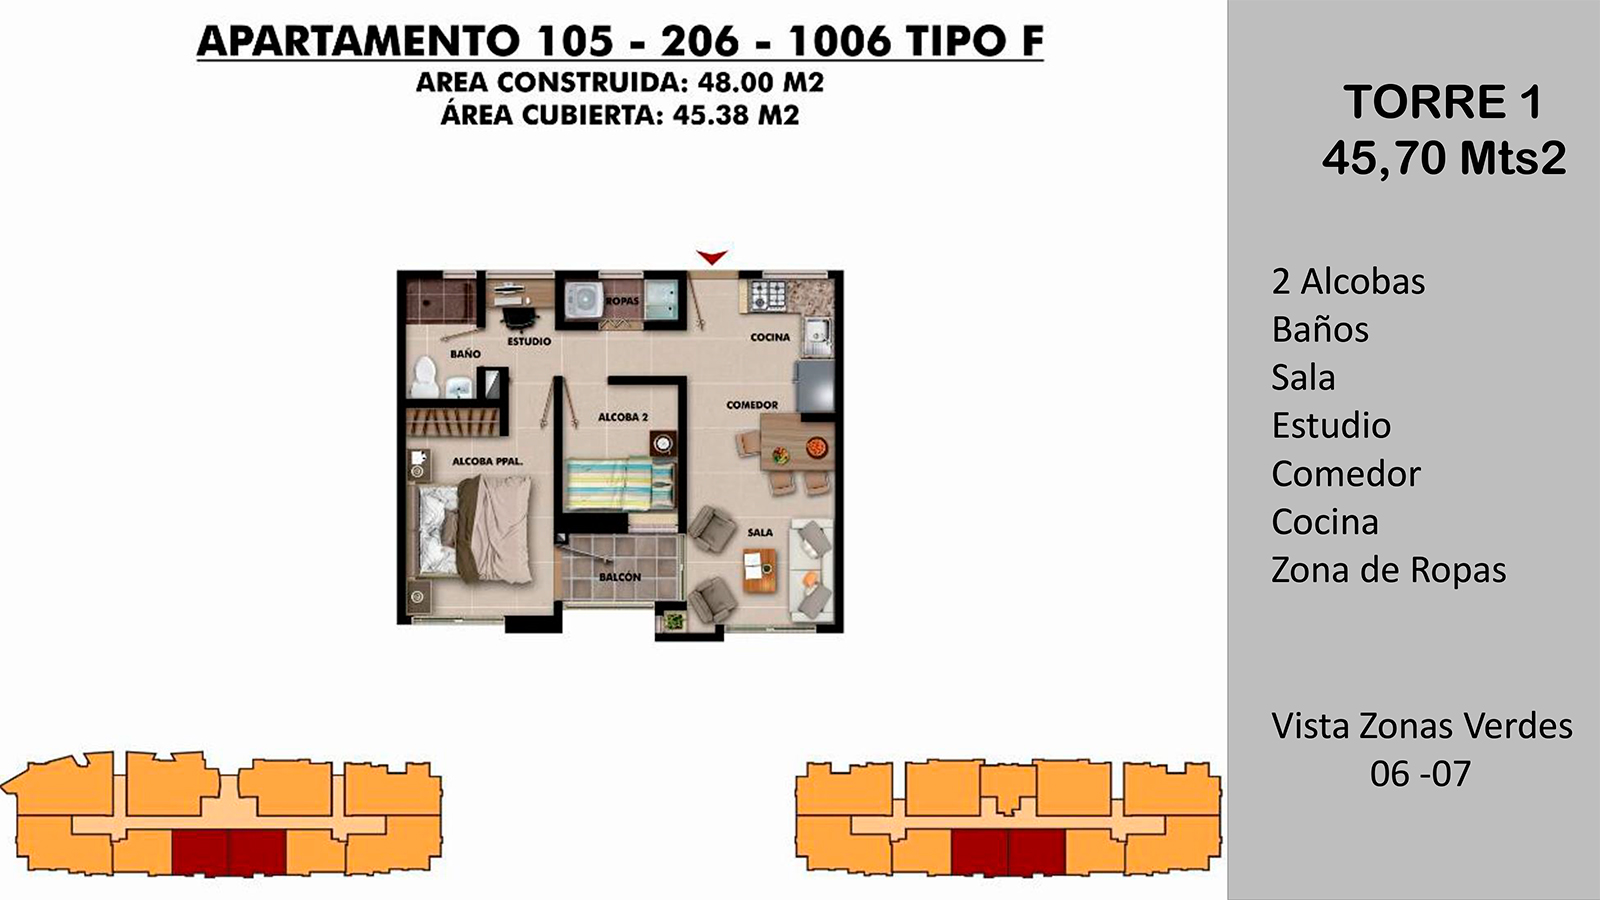 APARTAMENTO 105 - 206 - 1006 TIPO F
AREA CONSTRUIDA: 48.00 M2
ÁREA CUBIERTA: 45.38 M2
ROPAS
ESTUDIO
COCINA
BAÑO
COMEDOR
ALCOBA 2
ALCOBA PPAL.
SALA
BALCÓN
TORRE 1
45,70 Mts2
2 Alcobas
Baños
Sala
Estudio
Comedor
Cocina
Zona de Ropas
Vista Zonas Verdes
06 -07